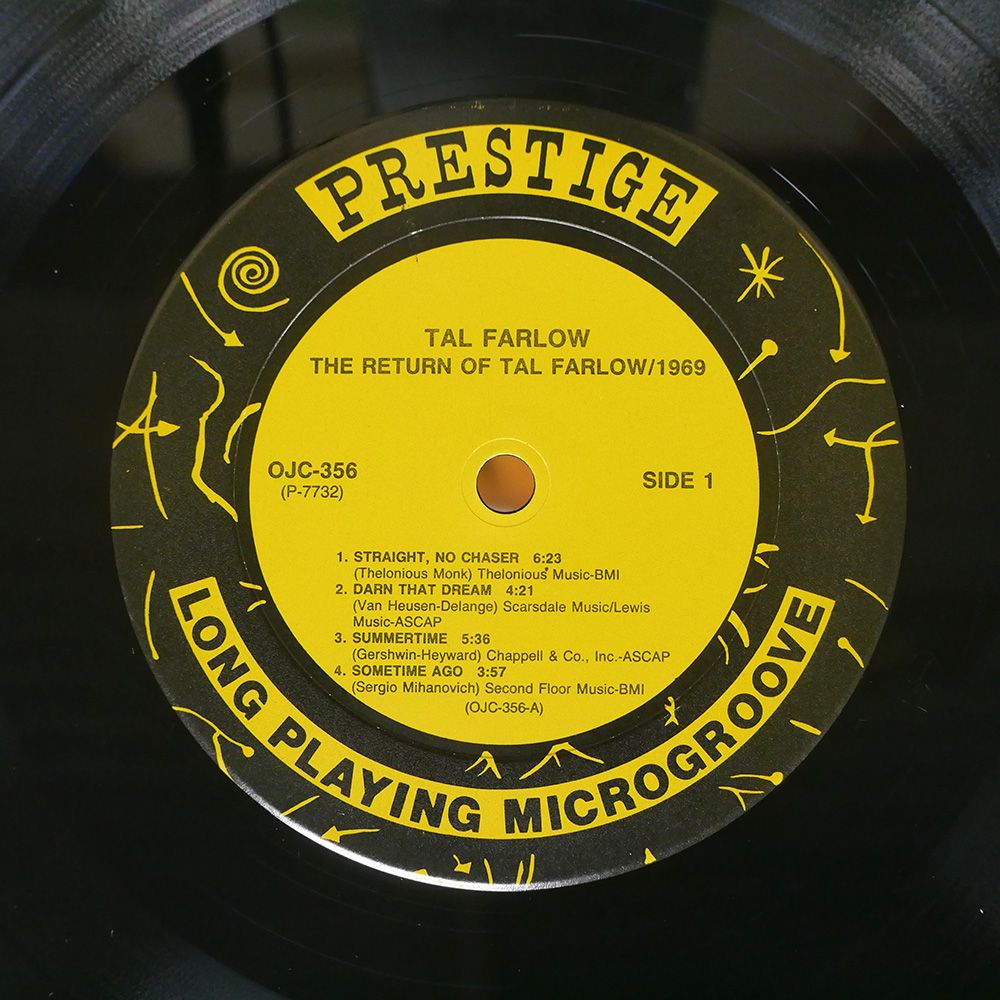 PRESTIGE
TAL FARLOW
THE RETURN OF TAL FARLOW/1969
OJC-356
(P-7732)
SIDE 1
1. STRAIGHT, NO CHASER 6:23
(Thelonious Monk) Thelonious Music-BMI
2. DARN THAT DREAM 4:21
(Van Heusen-Delange) Scarsdale Music/Lewis
Music-ASCAP
3. SUMMERTIME 5:36
(Gershwin-Heyward) Chappell & Co., Inc.-ASCAP
4. SOMETIME AGO 3:57
(Sergio Mihanovich) Second Floor Music-BMI
(OJC-356-A)
LONG PLAYING MICROGROOVE